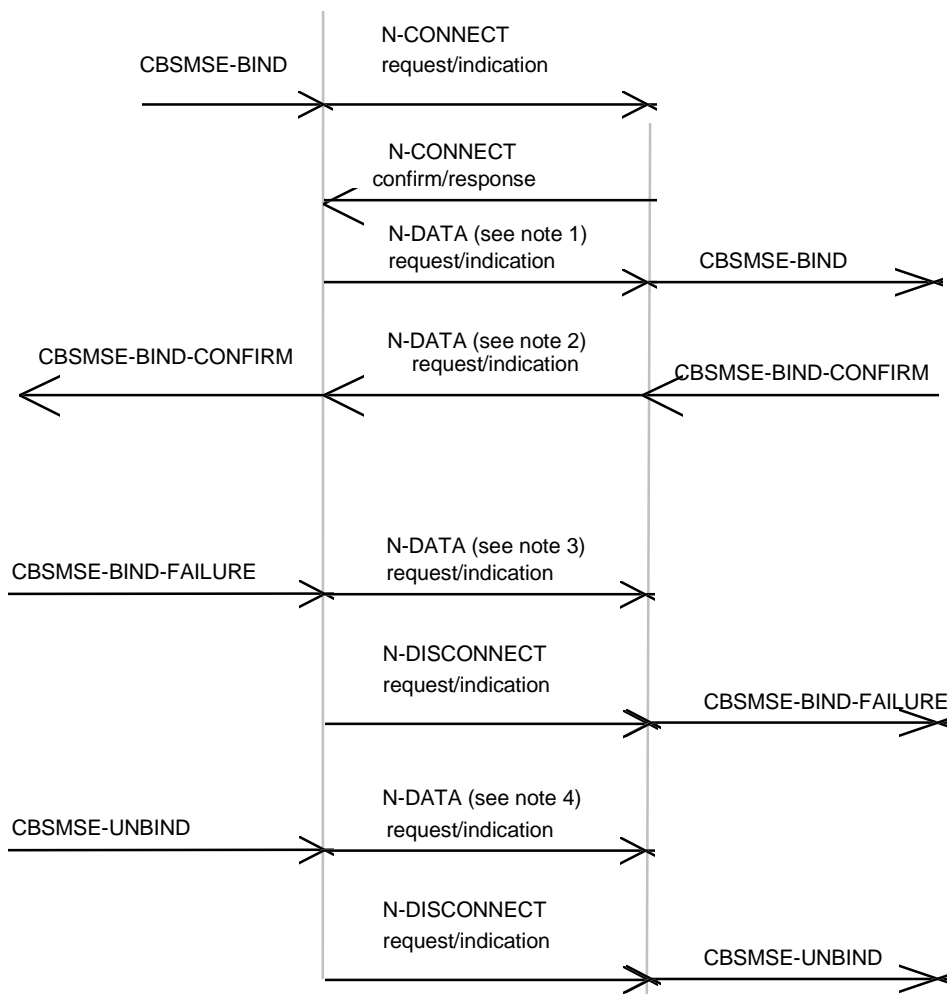 N-CONNECT
request/indication
CBSMSE-BIND
N-CONNECT
confirm/response
N-DATA (see note 1)
request/indication
CBSMSE-BIND
N-DATA (see note 2)
request/indication
CBSMSE-BIND-CONFIRM
CBSMSE-BIND-CONFIRM
N-DATA (see note 3)
request/indication
CBSMSE-BIND-FAILURE
N-DISCONNECT
request/indication
CBSMSE-BIND-FAILURE
N-DATA (see note 4)
request/indication
CBSMSE-UNBIND
N-DISCONNECT
request/indication
CBSMSE-UNBIND